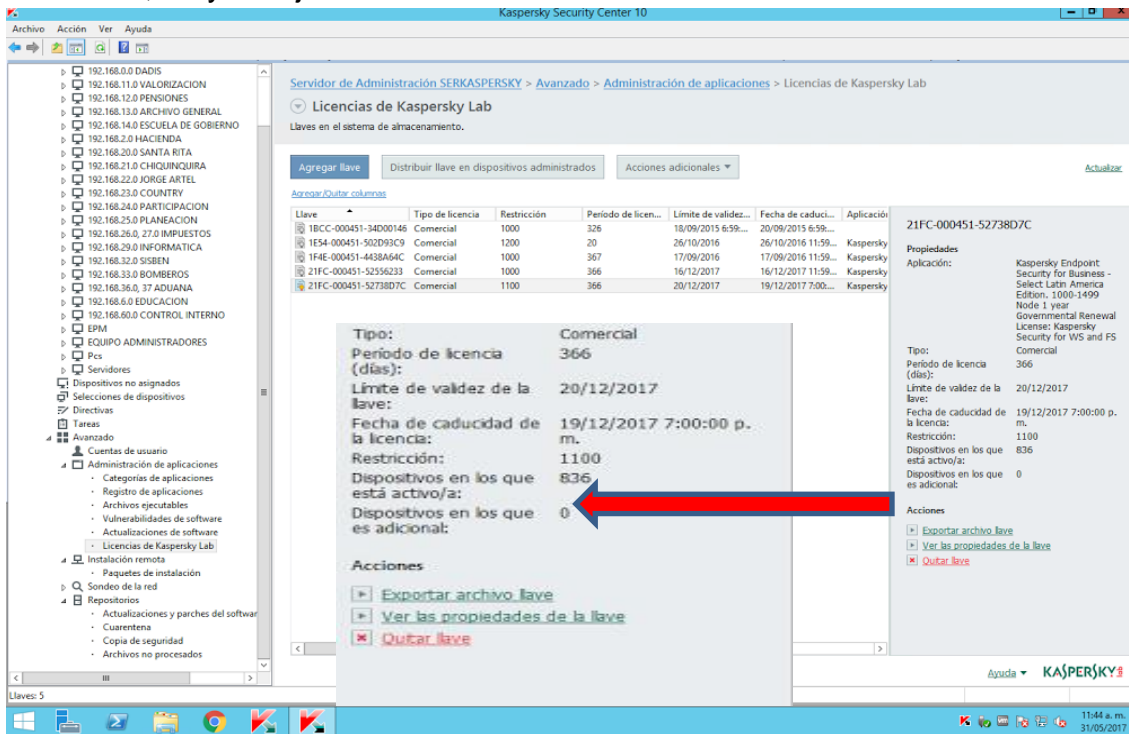 Kaspersky Security Center 10
Archivo Acción Ver Ayuda
192.168.0.0 DADIS
192.168.11.0 VALORIZACION
192.168.12.0 PENSIONES
192.168.13.0 ARCHIVO GENERAL
192.168.14.0 ESCUELA DE GOBIERNO
192.168.2.0 HACIENDA
192.168.20.0 SANTA RITA
192.168.21.0 CHIQUINQUIRA
192.168.22.0 JORGE ARTEL
192.168.23.0 COUNTRY
192.168.24.0 PARTICIPACION
192.168.25.0 PLANEACION
192.168.26.0, 27.0 IMPUESTOS
192.168.29.0 INFORMATICA
192.168.32.0 SISBEN
192.168.33.0 BOMBEROS
192.168.36.0, 37 ADUANA
192.168.6.0 EDUCACION
192.168.60.0 CONTROL INTERNO
EPM
EQUIPO ADMINISTRADORES
Pcs
Servidores
Dispositivos no asignados
Selecciones de dispositivos
Directivas
Tareas
Avanzado
Cuentas de usuario
Administración de aplicaciones
Categorías de aplicaciones
Registro de aplicaciones
Archivos ejecutables
Vulnerabilidades de software
Actualizaciones de software
Licencias de Kaspersky Lab
Instalación remota
Paquetes de instalación
Sondeo de la red
Repositorios
Actualizaciones y parches del softwar
Cuarentena
Copia de seguridad
Archivos no procesados
Servidor de Administración SERKASPERSKY > Avanzado > Administración de aplicaciones > Licencias de Kaspersky Lab
Licencias de Kaspersky Lab
Llaves en el sistema de almacenamiento.
Agregar llave Distribuir llave en dispositivos administrados Acciones adicionales Actualizar
Agregar/Quitar columnas
Llave Tipo de licencia Restricción Período de licen... Límite de validez... Fecha de caduci... Aplicació
1BCC-000451-34D00146 Comercial 1000 326 18/09/2015 6:59:... 20/09/2015 6:59:...
1E54-000451-502D93C9 Comercial 1200 20 26/10/2016 26/10/2016 11:59... Kaspersky
1F4E-000451-4438A64C Comercial 1000 367 17/09/2016 17/09/2016 11:59... Kaspersky
21FC-000451-52556233 Comercial 1000 366 16/12/2017 16/12/2017 11:59... Kaspersky
21FC-000451-52738D7C Comercial 1100 366 20/12/2017 19/12/2017 7:00:... Kaspersky
Tipo: Comercial
Período de licencia 366
(días):
Límite de validez de la 20/12/2017
llave:
Fecha de caducidad de 19/12/2017 7:00:00 p.
la licencia: m.
Restricción: 1100
Dispositivos en los que 836
está activo/a:
Dispositivos en los que 0
es adicional:
Acciones
Exportar archivo llave
Ver las propiedades de la llave
Quitar llave
21FC-000451-52738D7C
Propiedades
Aplicación: Kaspersky Endpoint
Security for Business -
Select Latin America
Edition. 1000-1499
Node 1 year
Governmental Renewal
License: Kaspersky
Security for WS and FS
Tipo: Comercial
Período de licencia 366
(días):
Límite de validez de la 20/12/2017
llave:
Fecha de caducidad de 19/12/2017 7:00:00 p.
la licencia: m.
Restricción: 1100
Dispositivos en los que 836
está activo/a:
Dispositivos en los que 0
es adicional:
Acciones
Exportar archivo llave
Ver las propiedades de la llave
Quitar llave
Ayuda KASPERSKY
Llaves: 5
11:44 a. m.
31/05/2017